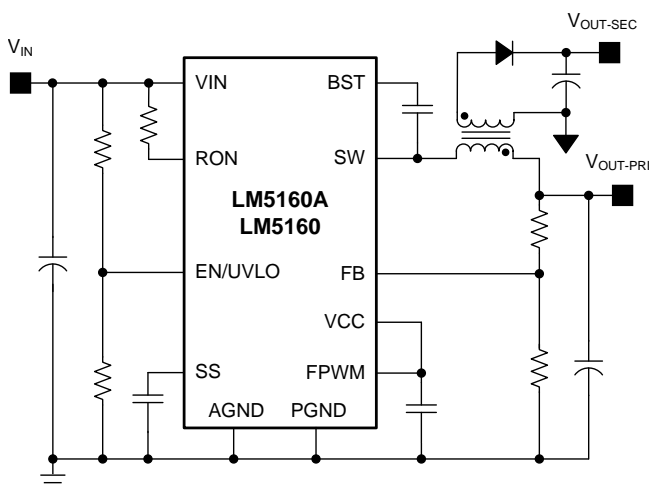 VOUT-SEC
VIN
VIN
BST
RON
SW
VOUT-PRI
LM5160A
LM5160
EN/UVLO
FB
VCC
SS
FPWM
AGND
PGND